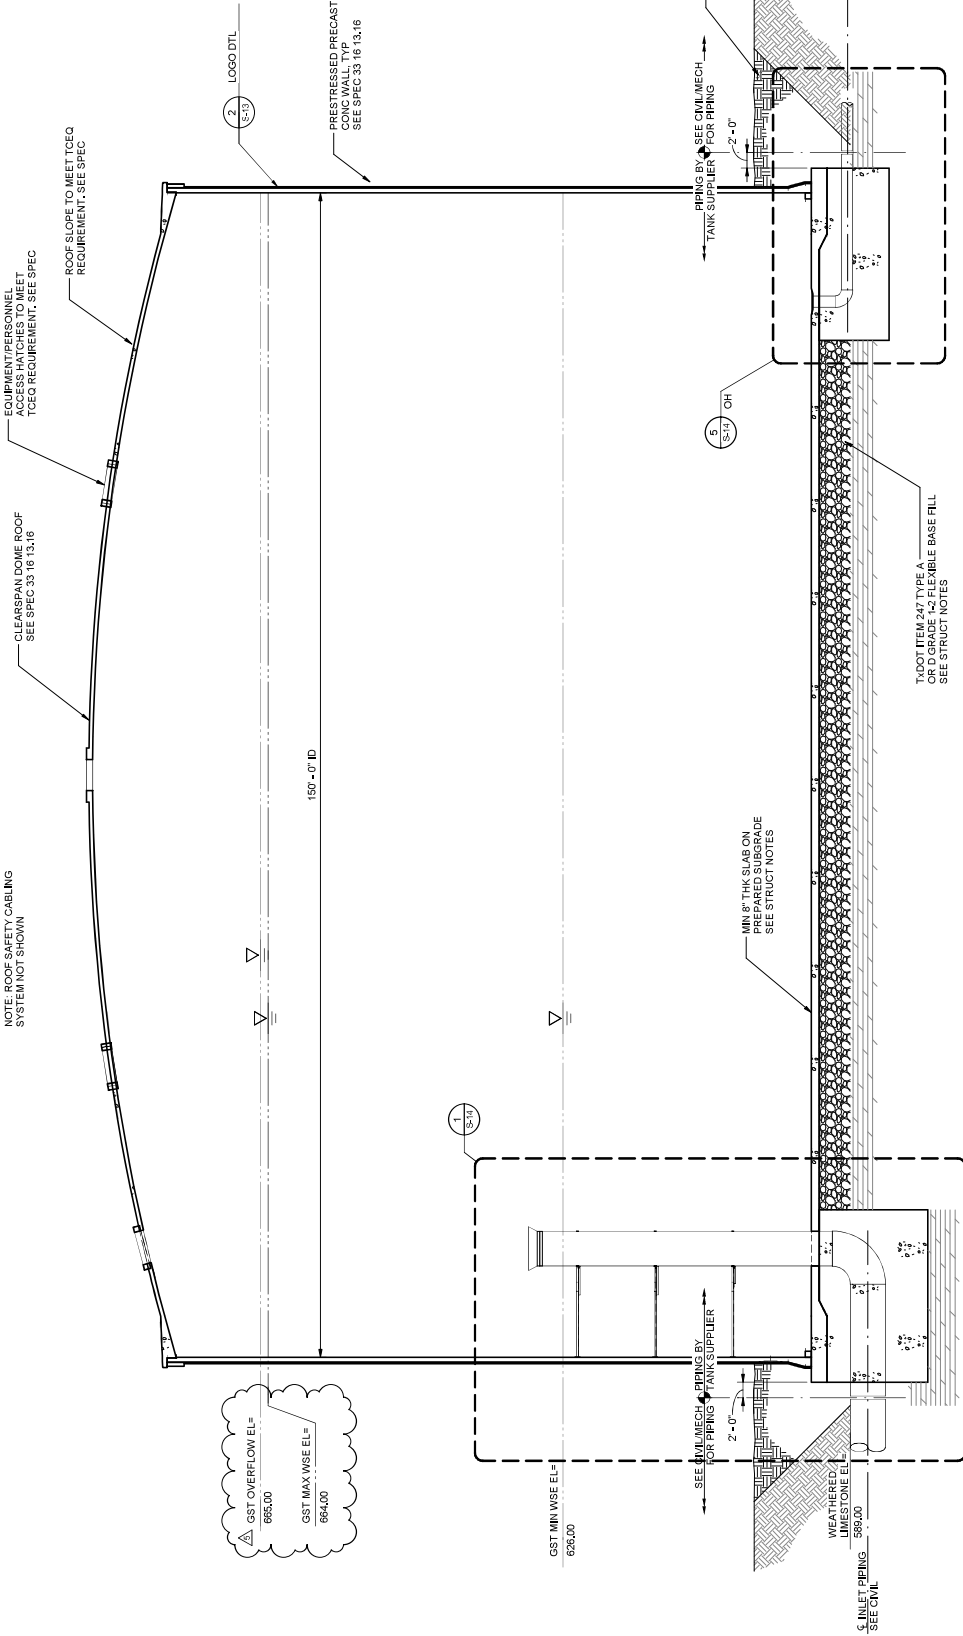 NOTE: ROOF SAFETY CABLING
SYSTEM NOT SHOWN
CLEARSPAN DOME ROOF
SEE SPEC 33 16 13.16
EQUIPMENT/PERSONNEL
ACCESS HATCHES TO MEET
TCEQ REQUIREMENT. SEE SPEC
ROOF SLOPE TO MEET TCEQ
REQUIREMENT. SEE SPEC
2
S-13
LOGO DTL
PRESTRESSED PRECAST
CONC WALL, TYP
SEE SPEC 33 16 13.16
5
GST OVERFLOW EL=
665.00
GST MAX WSE EL=
664.00
150' - 0" ID
GST MIN WSE EL=
626.00
1
S-14
SEE CIVIL/MECH
FOR PIPING
PIPING BY
TANK SUPPLIER
2' - 0"
MIN 8" THK SLAB ON
PREPARED SUBGRADE
SEE STRUCT NOTES
5
S-14
OH
PIPING BY
TANK SUPPLIER
SEE CIVIL/MECH
FOR PIPING
2' - 0"
WEATHERED
LIMESTONE EL=
589.00
℄ INLET PIPING
SEE CIVIL
TxDOT ITEM 247 TYPE A
OR D GRADE 1-2 FLEXIBLE BASE FILL
SEE STRUCT NOTES